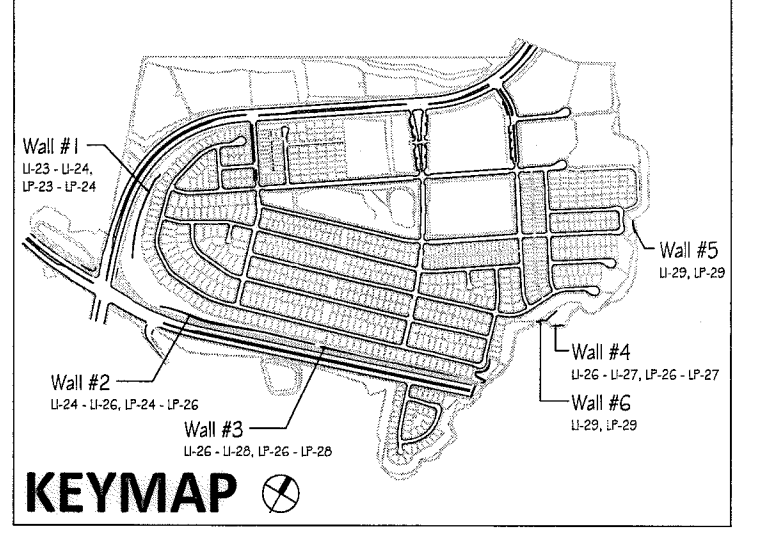 Wall #1
LI-23 - LI-24,
LP-23 - LP-24
Wall #5
LI-29, LP-29
Wall #4
LI-26 - LI-27, LP-26 - LP-27
Wall #2
LI-24 - LI-26, LP-24 - LP-26
Wall #6
LI-29, LP-29
Wall #3
LI-26 - LI-28, LP-26 - LP-28
KEYMAP